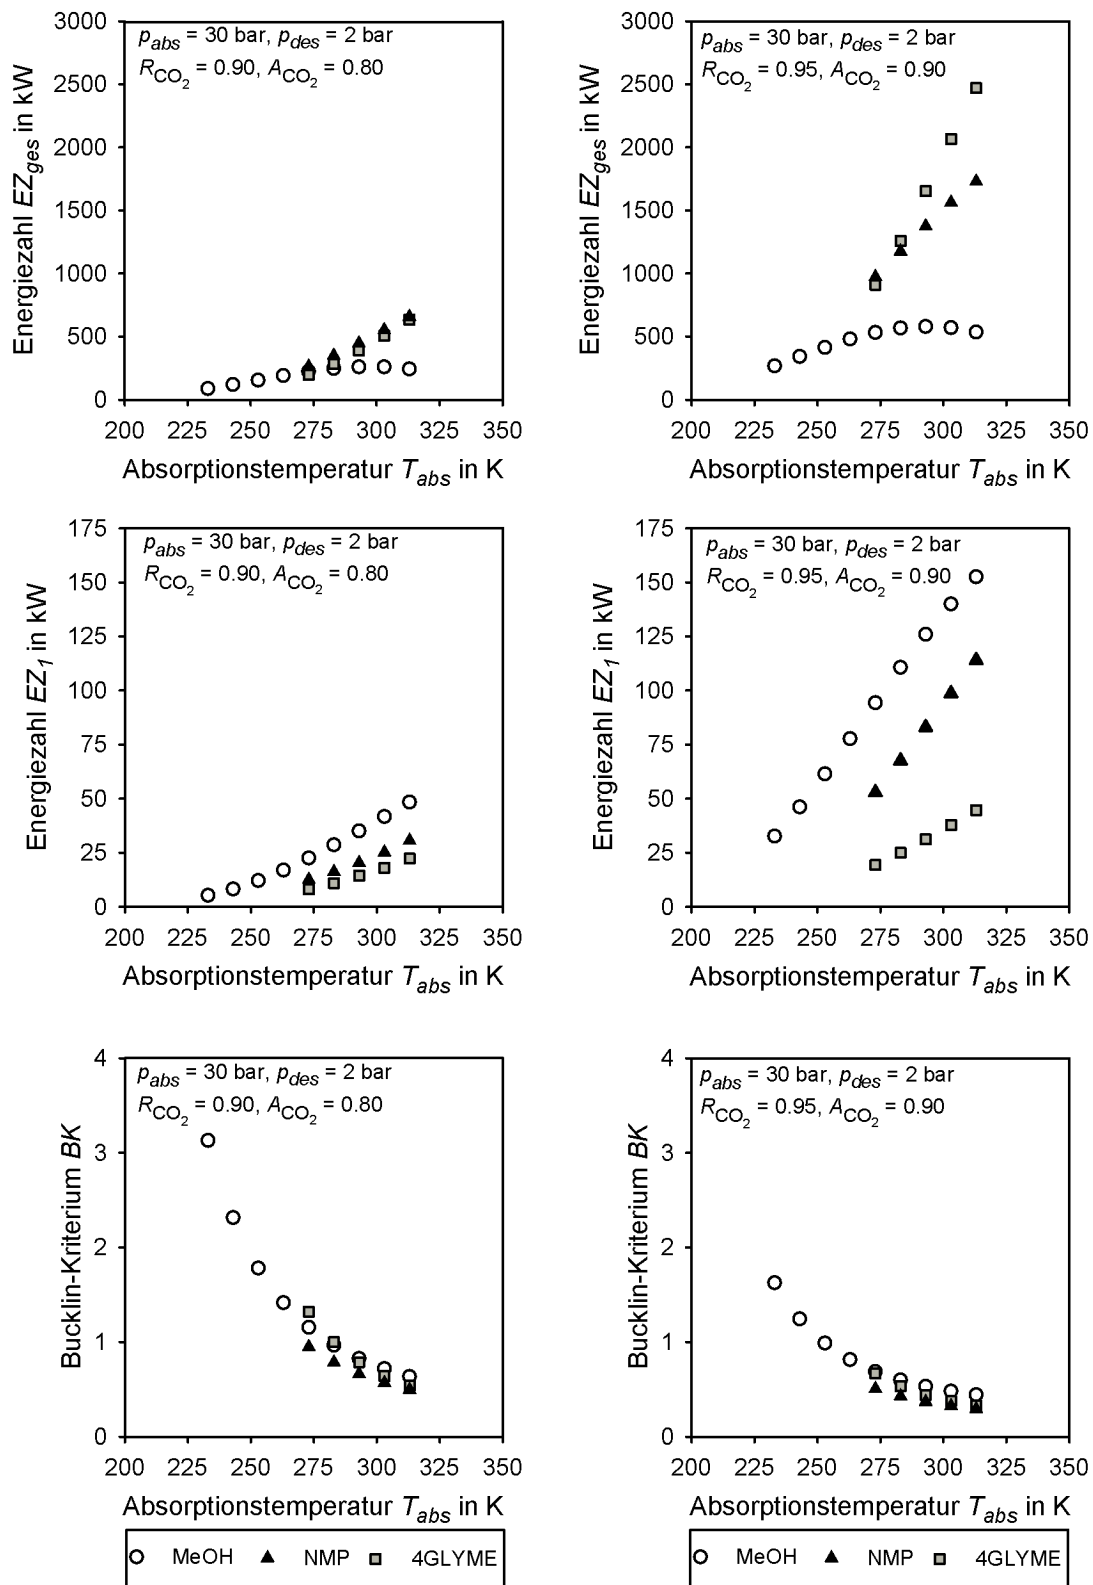 Energiezahl EZges in kW
3000
2500
2000
1500
1000
500
0
pabs = 30 bar, pdes = 2 bar
RCO2 = 0.90, ACO2 = 0.80
200 225 250 275 300 325 350
Absorptionstemperatur Tabs in K
Energiezahl EZges in kW
3000
2500
2000
1500
1000
500
0
pabs = 30 bar, pdes = 2 bar
RCO2 = 0.95, ACO2 = 0.90
200 225 250 275 300 325 350
Absorptionstemperatur Tabs in K
Energiezahl EZ1 in kW
175
150
125
100
75
50
25
0
pabs = 30 bar, pdes = 2 bar
RCO2 = 0.90, ACO2 = 0.80
200 225 250 275 300 325 350
Absorptionstemperatur Tabs in K
Energiezahl EZ1 in kW
175
150
125
100
75
50
25
0
pabs = 30 bar, pdes = 2 bar
RCO2 = 0.95, ACO2 = 0.90
200 225 250 275 300 325 350
Absorptionstemperatur Tabs in K
Bucklin-Kriterium BK
4
3
2
1
0
pabs = 30 bar, pdes = 2 bar
RCO2 = 0.90, ACO2 = 0.80
200 225 250 275 300 325 350
Absorptionstemperatur Tabs in K
MeOH NMP 4GLYME
Bucklin-Kriterium BK
4
3
2
1
0
pabs = 30 bar, pdes = 2 bar
RCO2 = 0.95, ACO2 = 0.90
200 225 250 275 300 325 350
Absorptionstemperatur Tabs in K
MeOH NMP 4GLYME